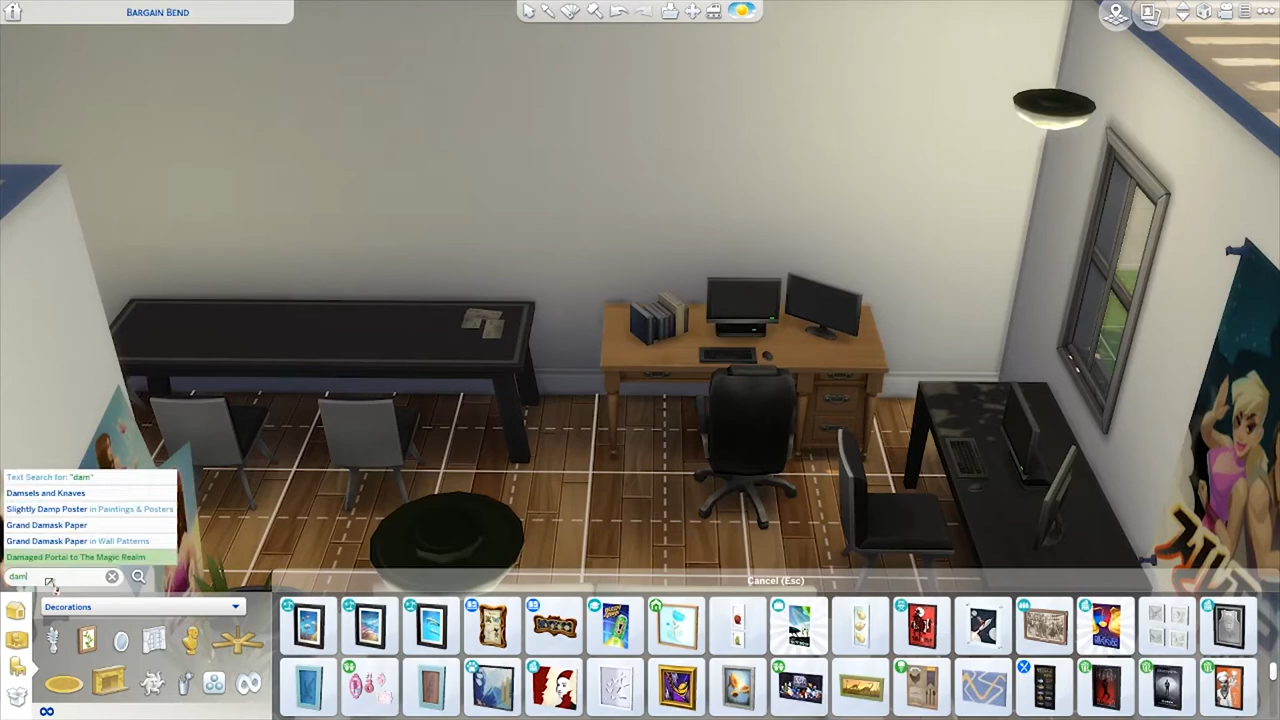 BARGAIN BEND
Text Search for: "dam"
Damsels and Knaves
Slightly Damp Poster in Paintings & Posters
Grand Damask Paper
Grand Damask Paper in Wall Patterns
Damaged Portal to The Magic Realm
dam
Cancel (Esc)
Decorations